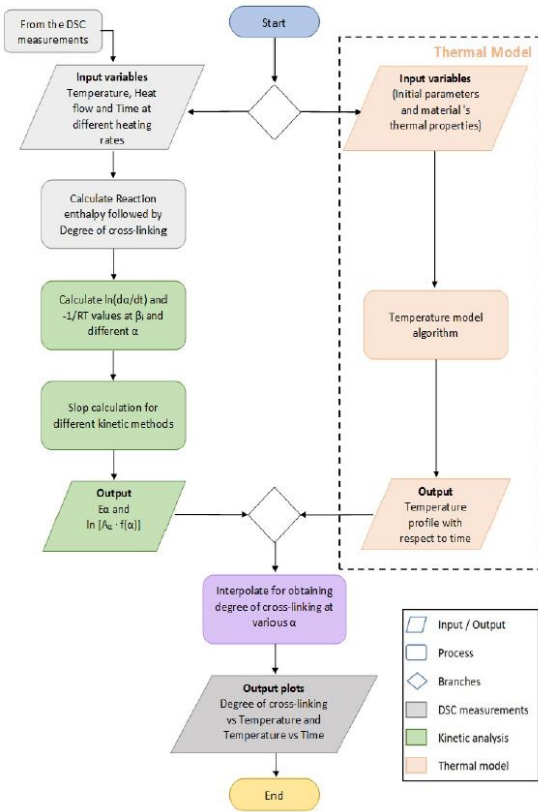 From the DSC
measurements
Start
Thermal Model
Input variables
Temperature, Heat
flow and Time at
different heating
rates
Input variables
(Initial parameters
and material's
thermal properties)
Calculate Reaction
enthalpy followed by
Degree of cross-linking
Calculate ln(dα/dt) and
-1/RT values at βᵢ and
different α
Temperature model
algorithm
Slop calculation for
different kinetic methods
Output
Eα and
ln [Aα · f(α)]
Output
Temperature
profile with
respect to time
Interpolate for obtaining
degree of cross-linking at
various α
Output plots
Degree of cross-linking
vs Temperature and
Temperature vs Time
End
Input / Output
Process
Branches
DSC measurements
Kinetic analysis
Thermal model